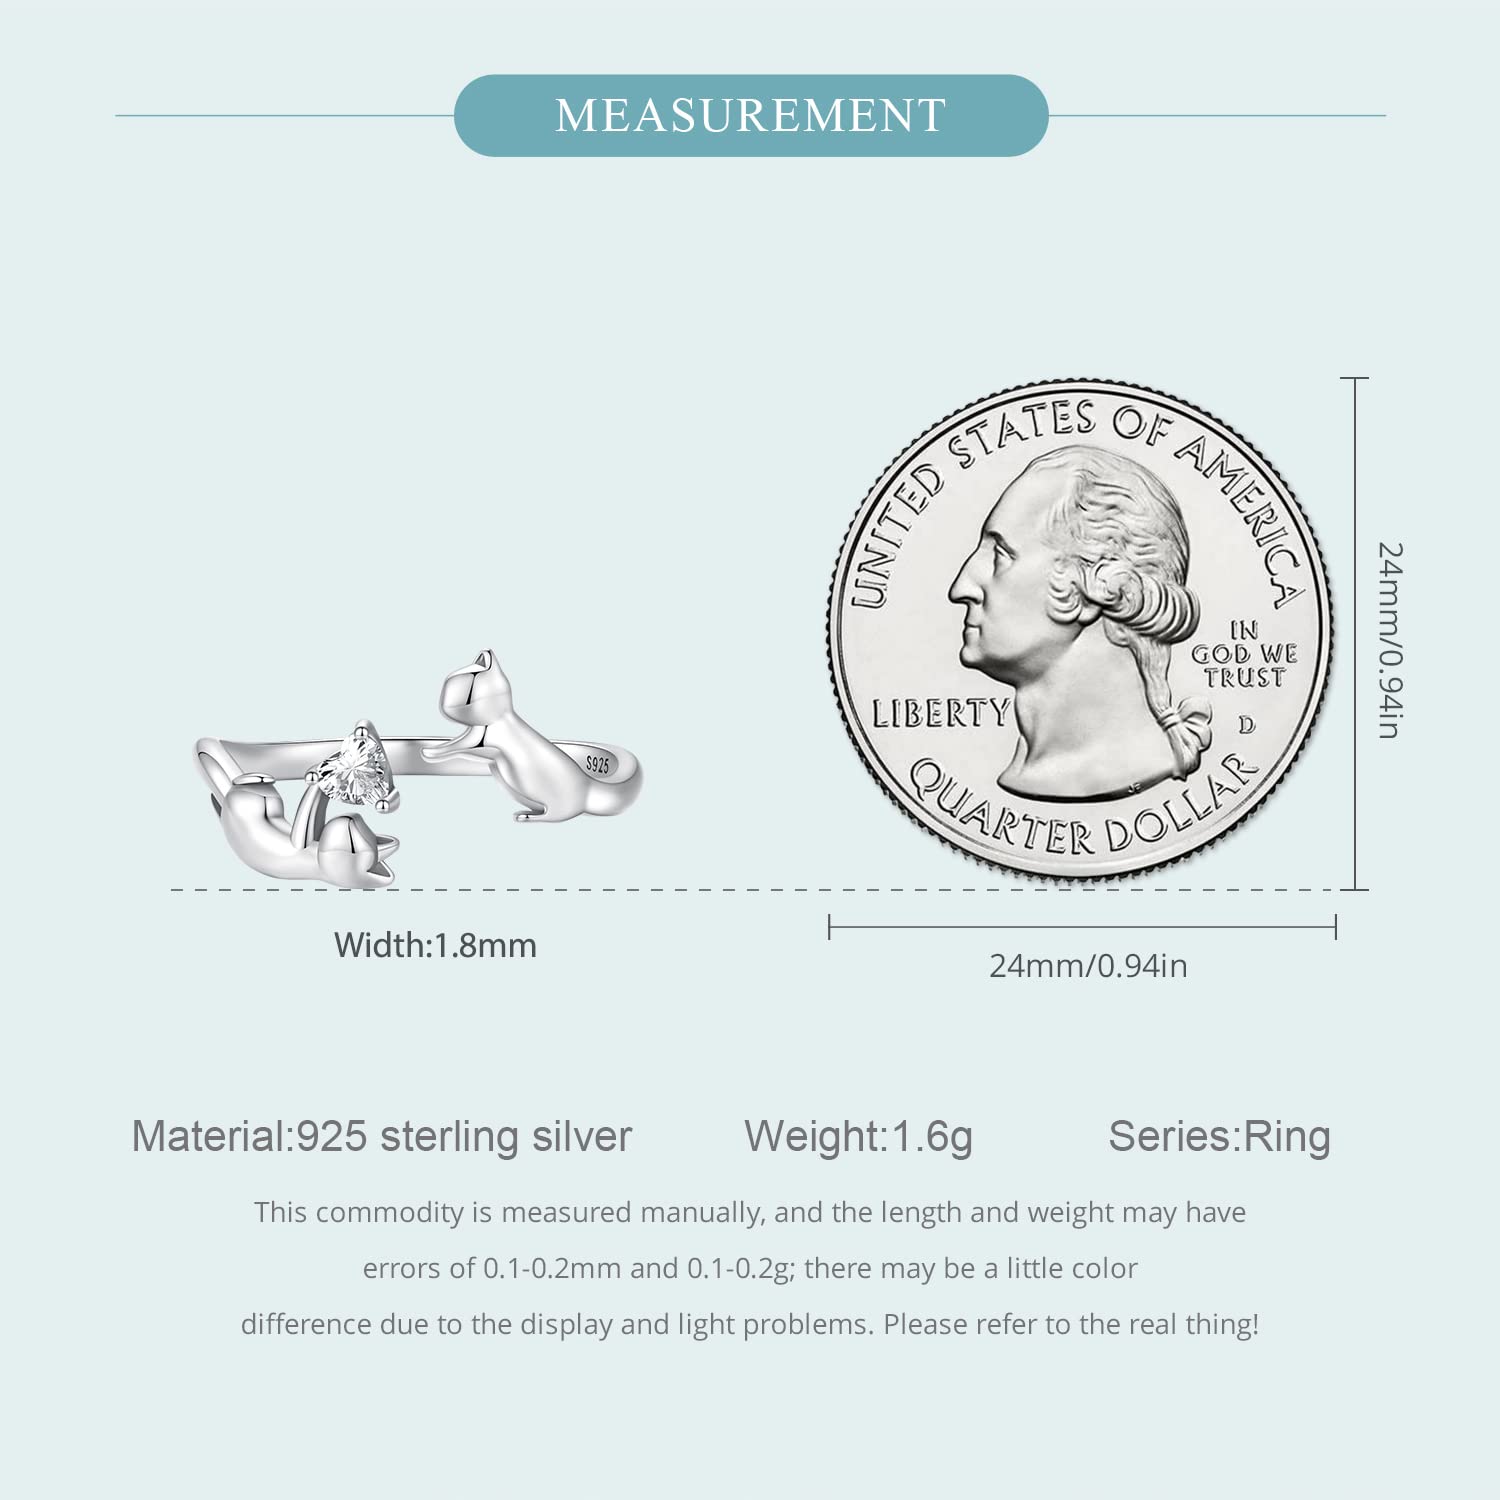 MEASUREMENT
UNITED STATES OF AMERICA
IN
GOD WE
TRUST
LIBERTY
D
QUARTER DOLLAR
S925
24mm/0.94in
Width:1.8mm
24mm/0.94in
Material:925 sterling silver
Weight:1.6g
Series:Ring
This commodity is measured manually, and the length and weight may have
errors of 0.1-0.2mm and 0.1-0.2g; there may be a little color
difference due to the display and light problems. Please refer to the real thing!